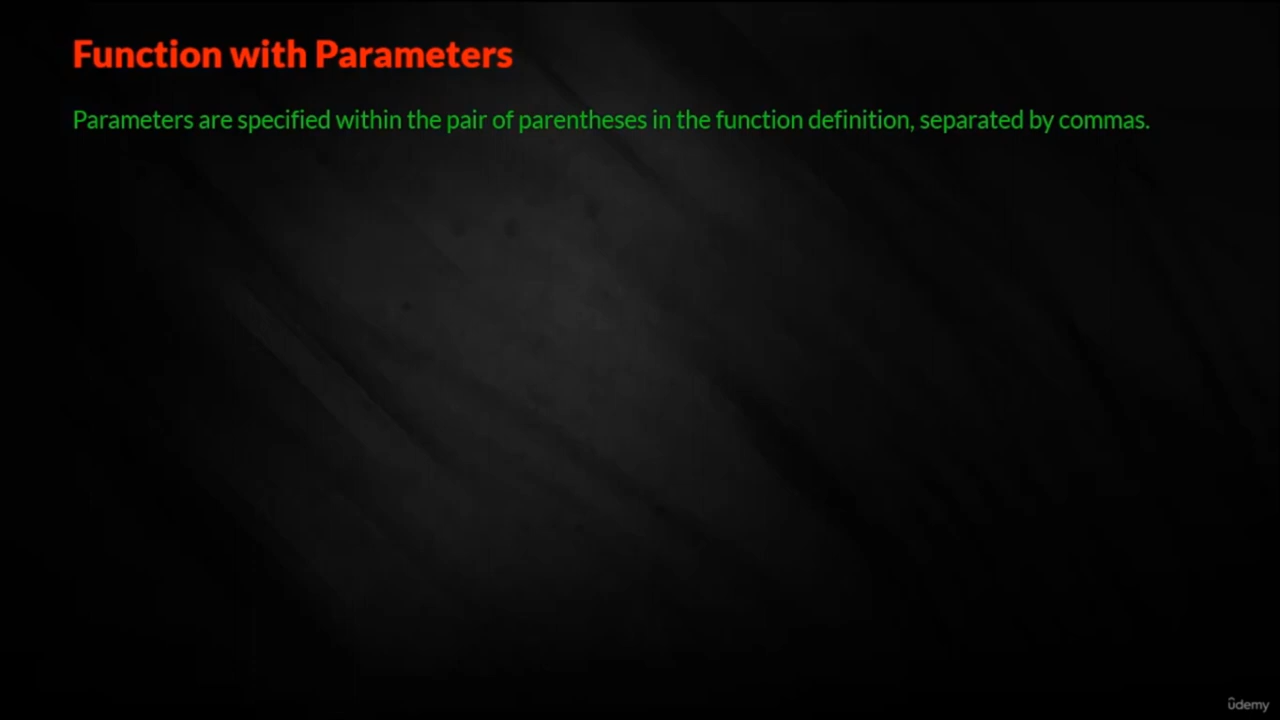 Function with Parameters
Parameters are specified within the pair of parentheses in the function definition, separated by commas.
ûdemy